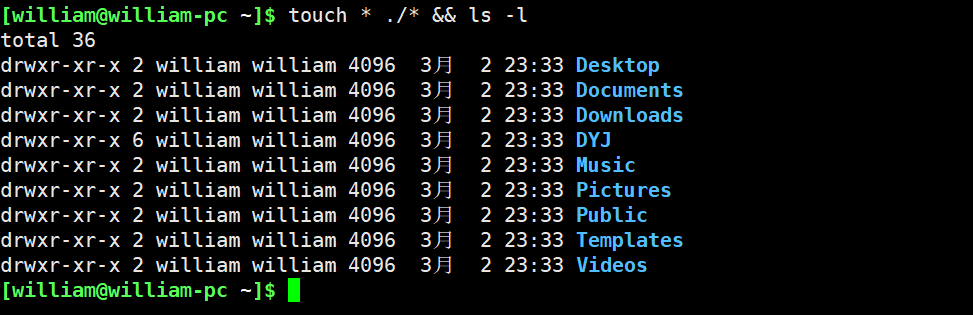 [william@william-pc ~]$ touch * ./* && ls -l
total 36
drwxr-xr-x 2 william william 4096  3月  2 23:33 Desktop
drwxr-xr-x 2 william william 4096  3月  2 23:33 Documents
drwxr-xr-x 2 william william 4096  3月  2 23:33 Downloads
drwxr-xr-x 6 william william 4096  3月  2 23:33 DYJ
drwxr-xr-x 2 william william 4096  3月  2 23:33 Music
drwxr-xr-x 2 william william 4096  3月  2 23:33 Pictures
drwxr-xr-x 2 william william 4096  3月  2 23:33 Public
drwxr-xr-x 2 william william 4096  3月  2 23:33 Templates
drwxr-xr-x 2 william william 4096  3月  2 23:33 Videos
[william@william-pc ~]$